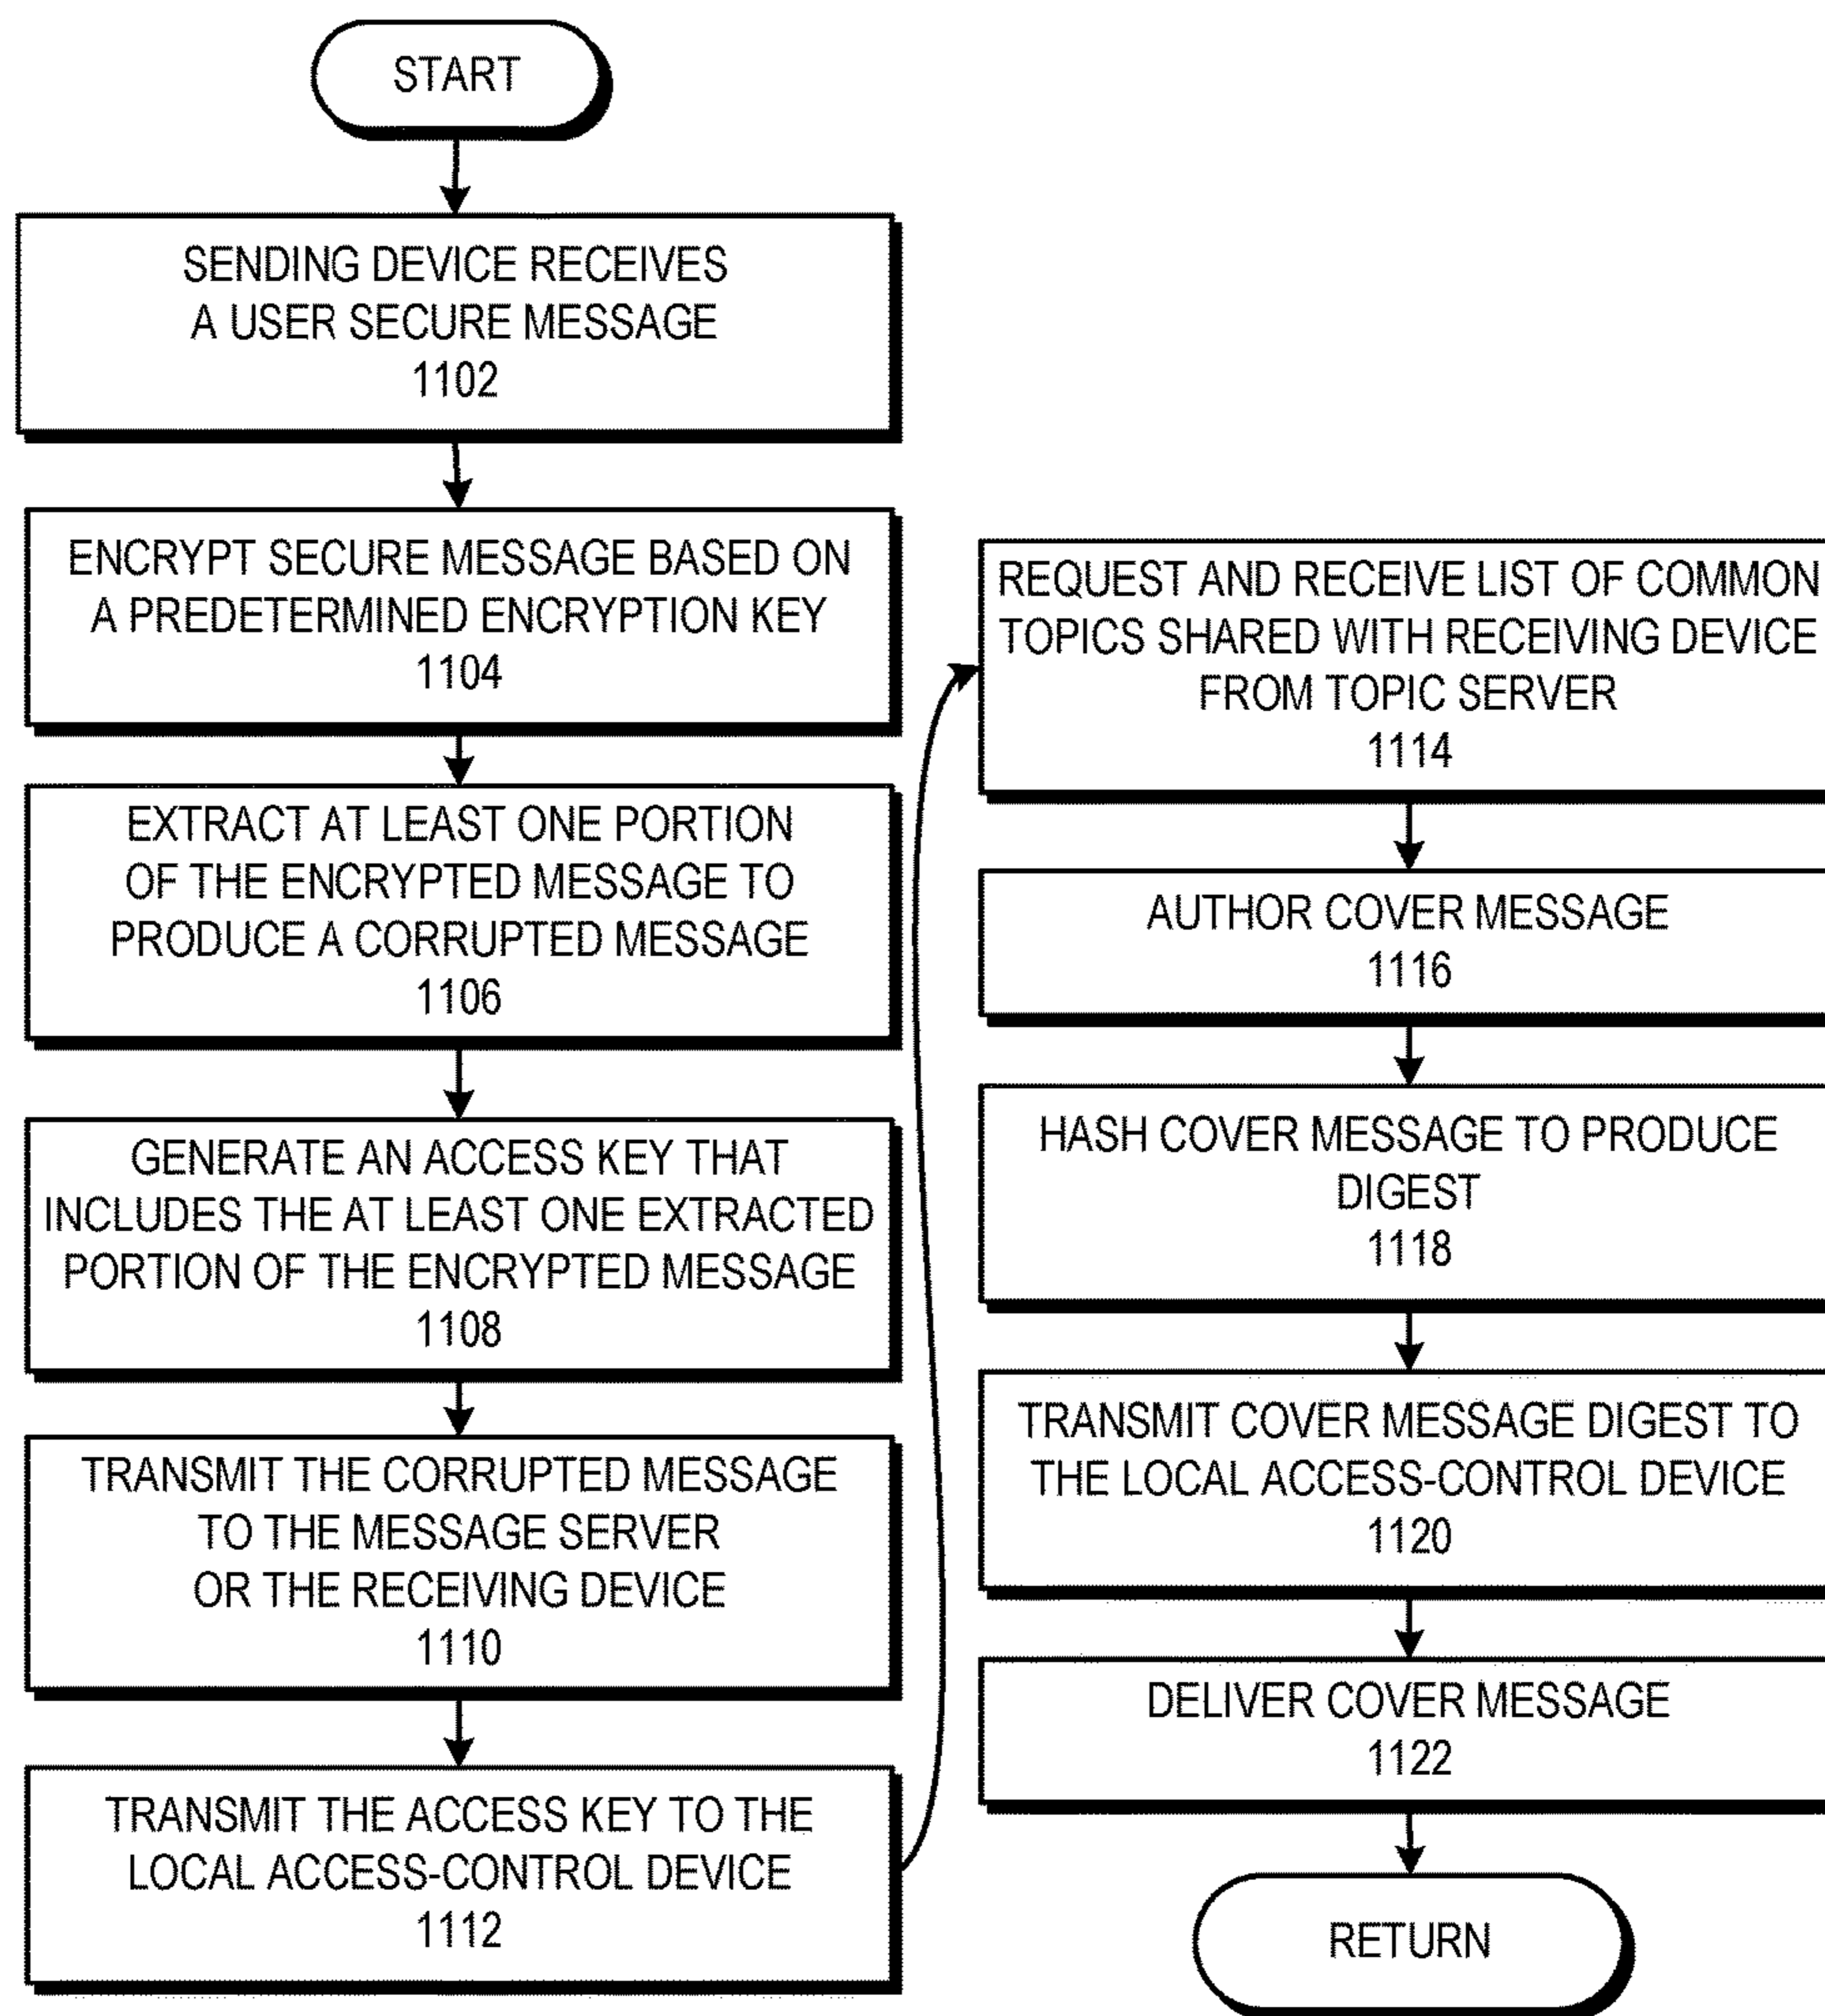 START
SENDING DEVICE RECEIVES
A USER SECURE MESSAGE
1102
ENCRYPT SECURE MESSAGE BASED ON
A PREDETERMINED ENCRYPTION KEY
1104
EXTRACT AT LEAST ONE PORTION
OF THE ENCRYPTED MESSAGE TO
PRODUCE A CORRUPTED MESSAGE
1106
GENERATE AN ACCESS KEY THAT
INCLUDES THE AT LEAST ONE EXTRACTED
PORTION OF THE ENCRYPTED MESSAGE
1108
TRANSMIT THE CORRUPTED MESSAGE
TO THE MESSAGE SERVER
OR THE RECEIVING DEVICE
1110
TRANSMIT THE ACCESS KEY TO THE
LOCAL ACCESS-CONTROL DEVICE
1112
REQUEST AND RECEIVE LIST OF COMMON
TOPICS SHARED WITH RECEIVING DEVICE
FROM TOPIC SERVER
1114
AUTHOR COVER MESSAGE
1116
HASH COVER MESSAGE TO PRODUCE
DIGEST
1118
TRANSMIT COVER MESSAGE DIGEST TO
THE LOCAL ACCESS-CONTROL DEVICE
1120
DELIVER COVER MESSAGE
1122
RETURN